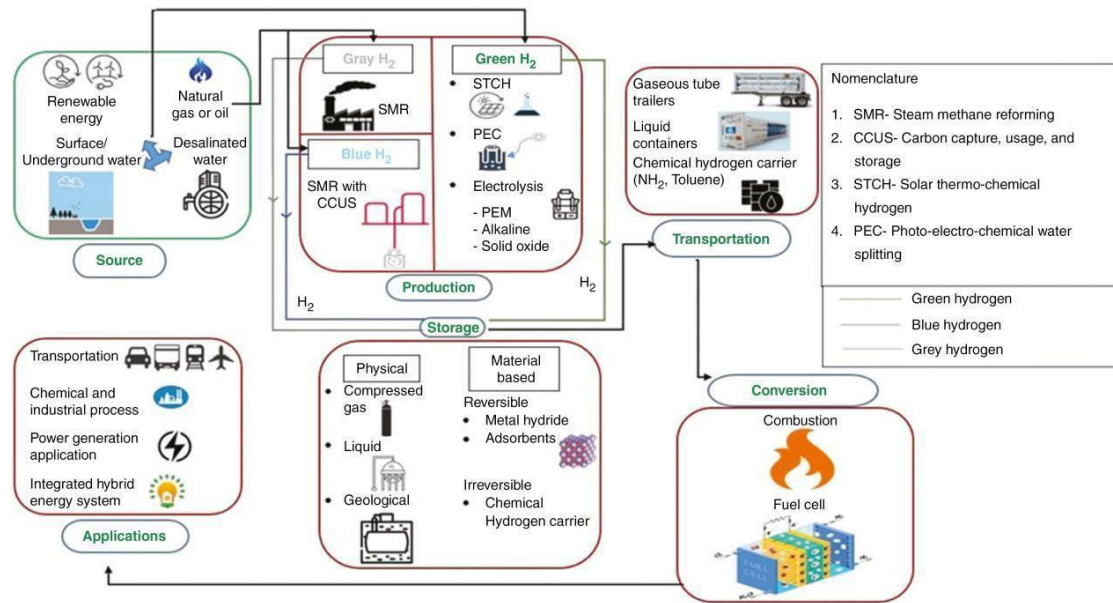 Renewable
energy
Natural
gas or oil
Surface/
Underground water
Desalinated
water
Source
Gray H₂
SMR
Blue H₂
SMR with
CCUS
Green H₂
• STCH
• PEC
• Electrolysis
- PEM
- Alkaline
- Solid oxide
Production
H₂
H₂
Storage
Gaseous tube
trailers
Liquid
containers
Chemical hydrogen carrier
(NH₂, Toluene)
Transportation
Nomenclature
1. SMR- Steam methane reforming
2. CCUS- Carbon capture, usage, and
storage
3. STCH- Solar thermo-chemical
hydrogen
4. PEC- Photo-electro-chemical water
splitting
Green hydrogen
Blue hydrogen
Grey hydrogen
Transportation
Chemical and
industrial process
Power generation
application
Integrated hybrid
energy system
Applications
Physical
• Compressed
gas
• Liquid
• Geological
Material
based
Reversible
• Metal hydride
• Adsorbents
Irreversible
• Chemical
Hydrogen carrier
Conversion
Combustion
Fuel cell
FUEL
CELL